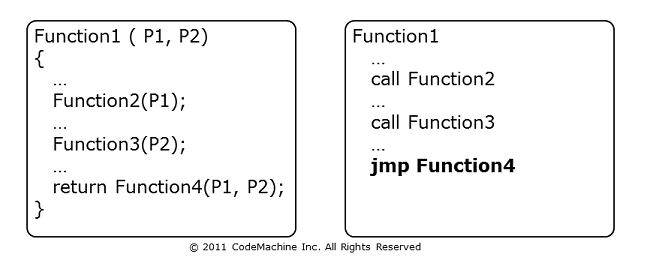 Function1 ( P1, P2)
{
...
Function2(P1);
...
Function3(P2);
...
return Function4(P1, P2);
}
Function1
...
call Function2
...
call Function3
...
jmp Function4
© 2011 CodeMachine Inc. All Rights Reserved